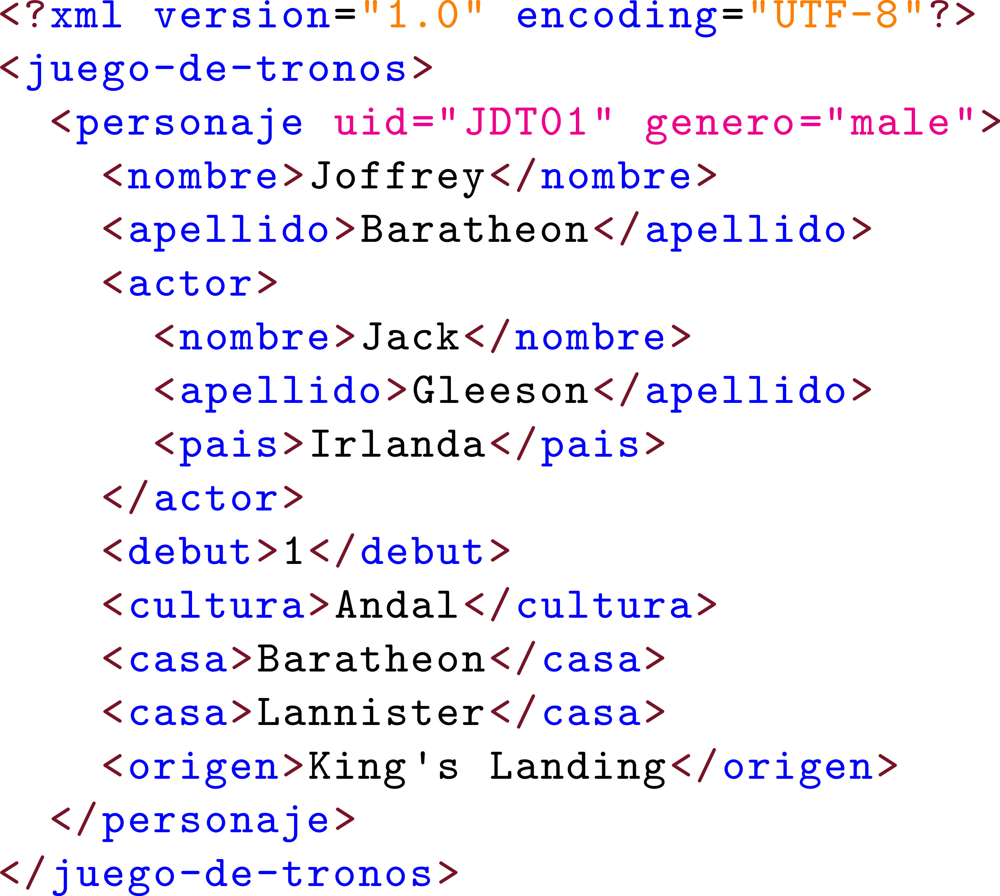 <?xml version="1.0" encoding="UTF-8"?>
<juego-de-tronos>
  <personaje uid="JDT01" genero="male">
    <nombre>Joffrey</nombre>
    <apellido>Baratheon</apellido>
    <actor>
      <nombre>Jack</nombre>
      <apellido>Gleeson</apellido>
      <pais>Irlanda</pais>
    </actor>
    <debut>1</debut>
    <cultura>Andal</cultura>
    <casa>Baratheon</casa>
    <casa>Lannister</casa>
    <origen>King's Landing</origen>
  </personaje>
</juego-de-tronos>